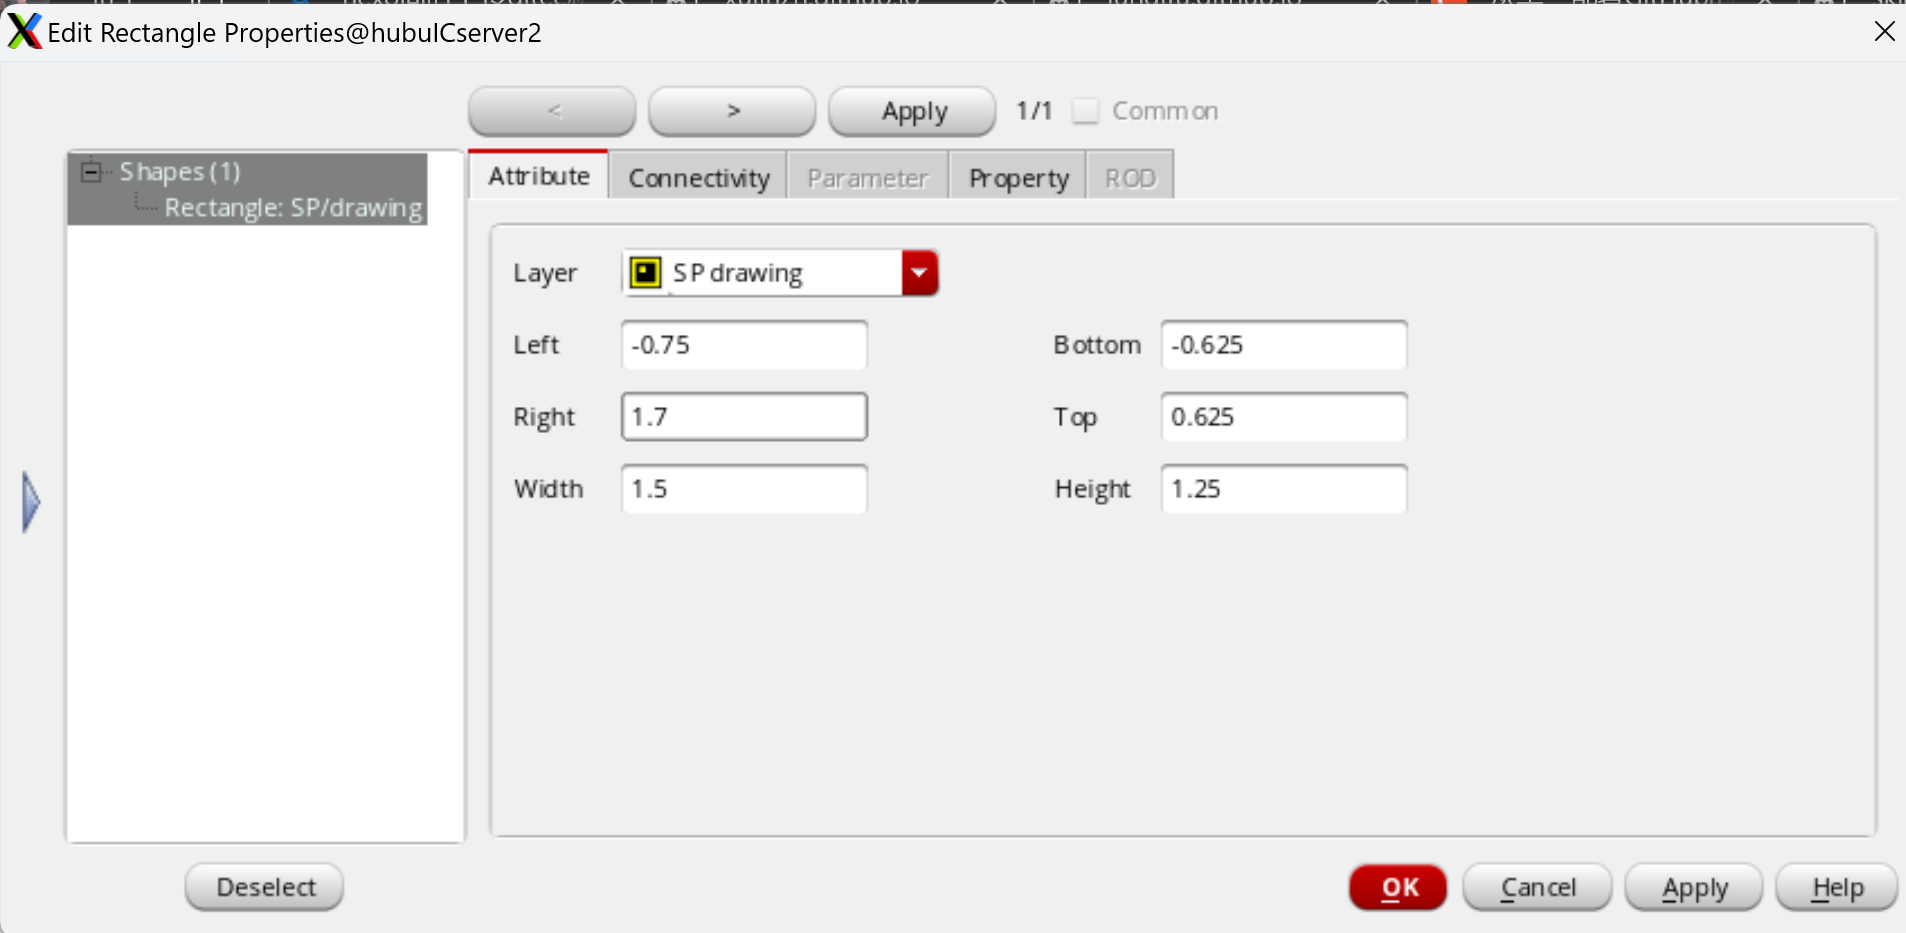 Edit Rectangle Properties@hubuICserver2
< > Apply 1/1 Common
Shapes (1)
Rectangle: SP/drawing
Attribute Connectivity Parameter Property ROD
Layer SP drawing
Left -0.75 Bottom -0.625
Right 1.7 Top 0.625
Width 1.5 Height 1.25
Deselect OK Cancel Apply Help